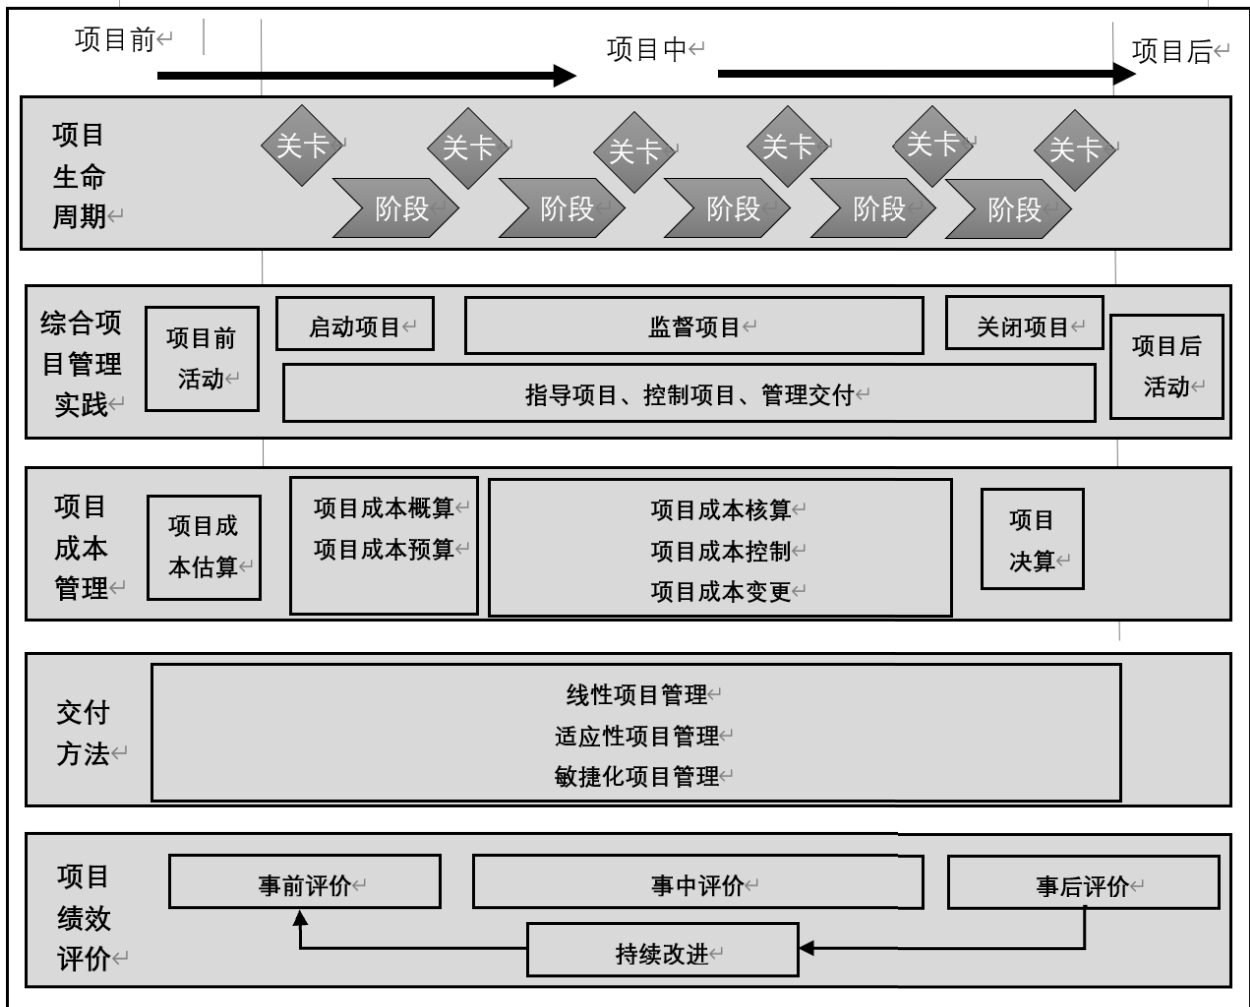 项目前
项目中
项目后
项目
生命
周期
关卡
关卡
关卡
关卡
关卡
关卡
阶段
阶段
阶段
阶段
阶段
综合项
目管理
实践
项目前
活动
启动项目
监督项目
关闭项目
指导项目、控制项目、管理交付
项目后
活动
项目
成本
管理
项目成
本估算
项目成本概算
项目成本预算
项目成本核算
项目成本控制
项目成本变更
项目
决算
交付
方法
线性项目管理
适应性项目管理
敏捷化项目管理
项目
绩效
评价
事前评价
事中评价
事后评价
持续改进